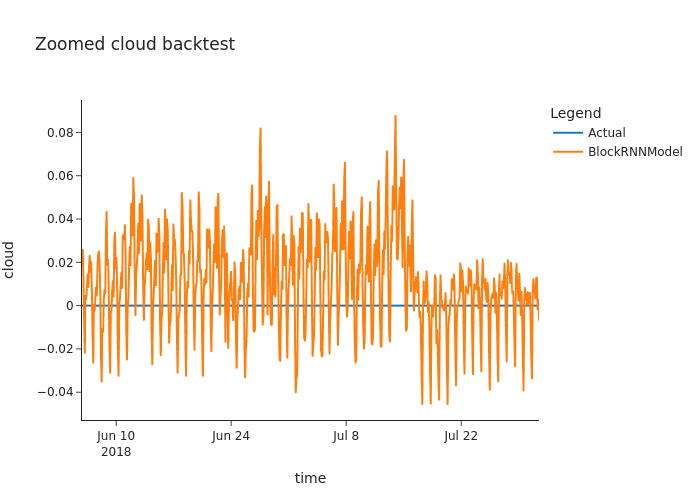 Zoomed cloud backtest
Legend
Actual
BlockRNNModel
cloud
0.08
0.06
0.04
0.02
0
−0.02
−0.04
Jun 10
2018
Jun 24
Jul 8
Jul 22
time